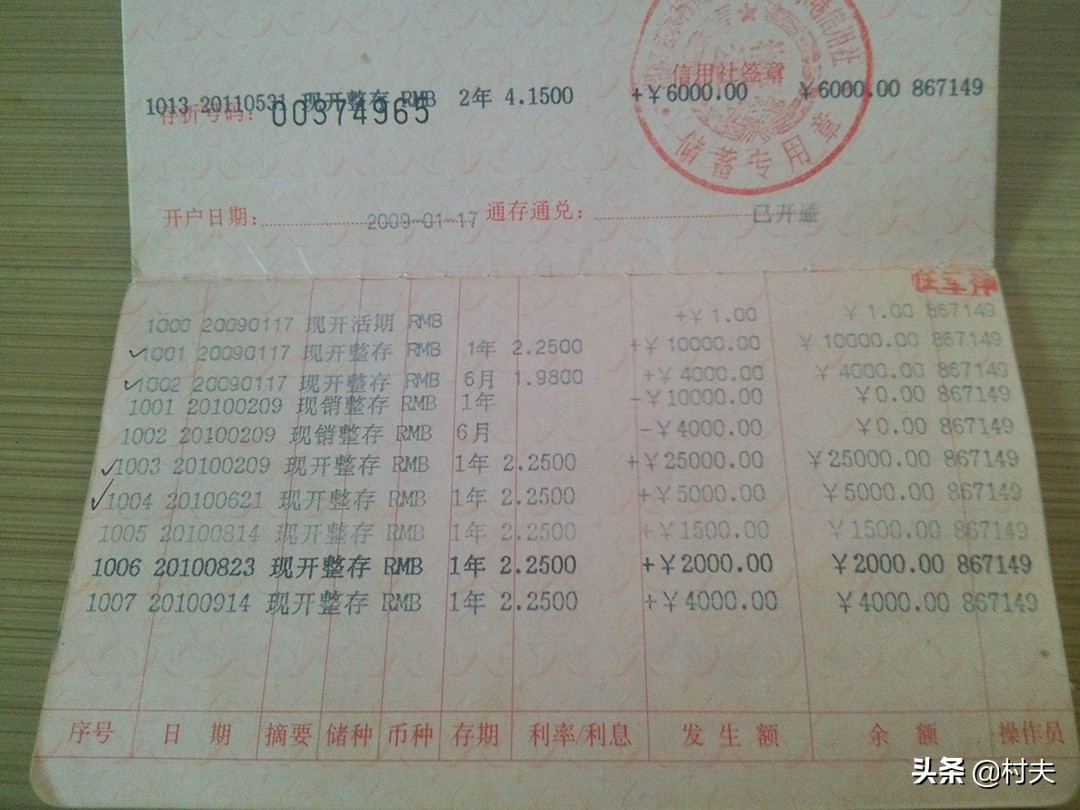 信用社签章
储蓄专用章
1013 20110531 现开整存 RMB 2年 4.1500 +¥6000.00 ¥6000.00 867149
存折号码: 00374965
开户日期: 2009-01-17 通存通兑: 已开通
1000 20090117 现开活期 RMB +¥1.00 ¥1.00 867149
1001 20090117 现开整存 RMB 1年 2.2500 +¥10000.00 ¥10000.00 867149
1002 20090117 现开整存 RMB 6月 1.9800 +¥4000.00 ¥4000.00 867149
1001 20100209 现销整存 RMB 1年 -¥10000.00 ¥0.00 867149
1002 20100209 现销整存 RMB 6月 -¥4000.00 ¥0.00 867149
1003 20100209 现开整存 RMB 1年 2.2500 +¥25000.00 ¥25000.00 867149
1004 20100621 现开整存 RMB 1年 2.2500 +¥5000.00 ¥5000.00 867149
1005 20100814 现开整存 RMB 1年 2.2500 +¥1500.00 ¥1500.00 867149
1006 20100823 现开整存 RMB 1年 2.2500 +¥2000.00 ¥2000.00 867149
1007 20100914 现开整存 RMB 1年 2.2500 +¥4000.00 ¥4000.00 867149
序号 日期 摘要 储种 币种 存期 利率/利息 发生额 余额 操作员
头条 @村夫